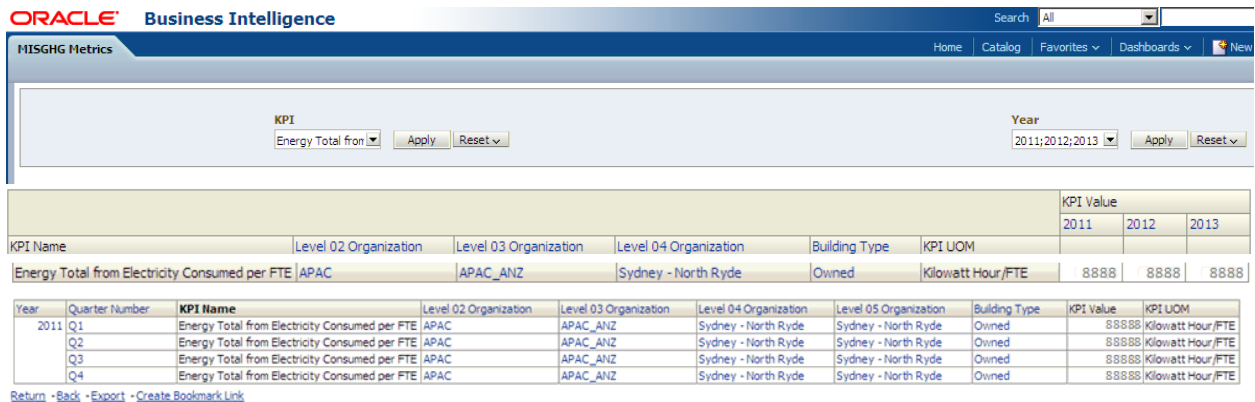 ORACLE Business Intelligence Search All
MISGHG Metrics Home Catalog Favorites Dashboards New
KPI Year
Energy Total fron Apply Reset 2011;2012;2013 Apply Reset
KPI Value
2011 2012 2013
KPI Name Level 02 Organization Level 03 Organization Level 04 Organization Building Type KPI UOM
Energy Total from Electricity Consumed per FTE APAC APAC_ANZ Sydney - North Ryde Owned Kilowatt Hour/FTE 8888 8888 8888
Year Quarter Number KPI Name Level 02 Organization Level 03 Organization Level 04 Organization Level 05 Organization Building Type KPI Value KPI UOM
2011 Q1 Energy Total from Electricity Consumed per FTE APAC APAC_ANZ Sydney - North Ryde Sydney - North Ryde Owned 88888 Kilowatt Hour/FTE
Q2 Energy Total from Electricity Consumed per FTE APAC APAC_ANZ Sydney - North Ryde Sydney - North Ryde Owned 88888 Kilowatt Hour/FTE
Q3 Energy Total from Electricity Consumed per FTE APAC APAC_ANZ Sydney - North Ryde Sydney - North Ryde Owned 88888 Kilowatt Hour/FTE
Q4 Energy Total from Electricity Consumed per FTE APAC APAC_ANZ Sydney - North Ryde Sydney - North Ryde Owned 88888 Kilowatt Hour/FTE
Return - Back - Export - Create Bookmark Link